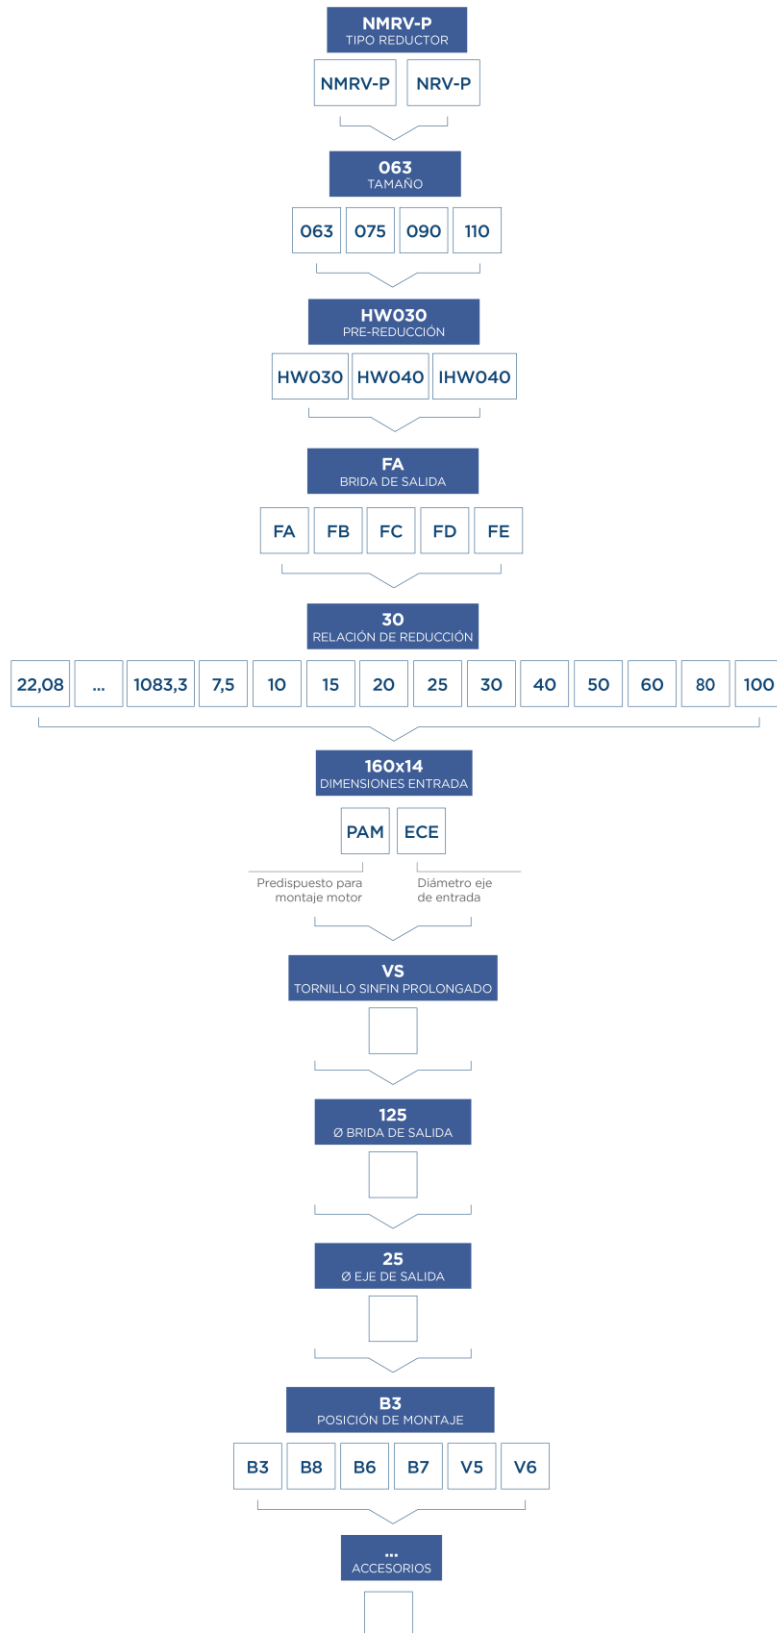 NMRV-P
TIPO REDUCTOR
NMRV-P NRV-P
063
TAMAÑO
063 075 090 110
HW030
PRE-REDUCCIÓN
HW030 HW040 IHW040
FA
BRIDA DE SALIDA
FA FB FC FD FE
30
RELACIÓN DE REDUCCIÓN
22,08 ... 1083,3 7,5 10 15 20 25 30 40 50 60 80 100
160x14
DIMENSIONES ENTRADA
PAM ECE
Predispuesto para
montaje motor
Diámetro eje
de entrada
VS
TORNILLO SINFIN PROLONGADO
125
Ø BRIDA DE SALIDA
25
Ø EJE DE SALIDA
B3
POSICIÓN DE MONTAJE
B3 B8 B6 B7 V5 V6
...
ACCESORIOS